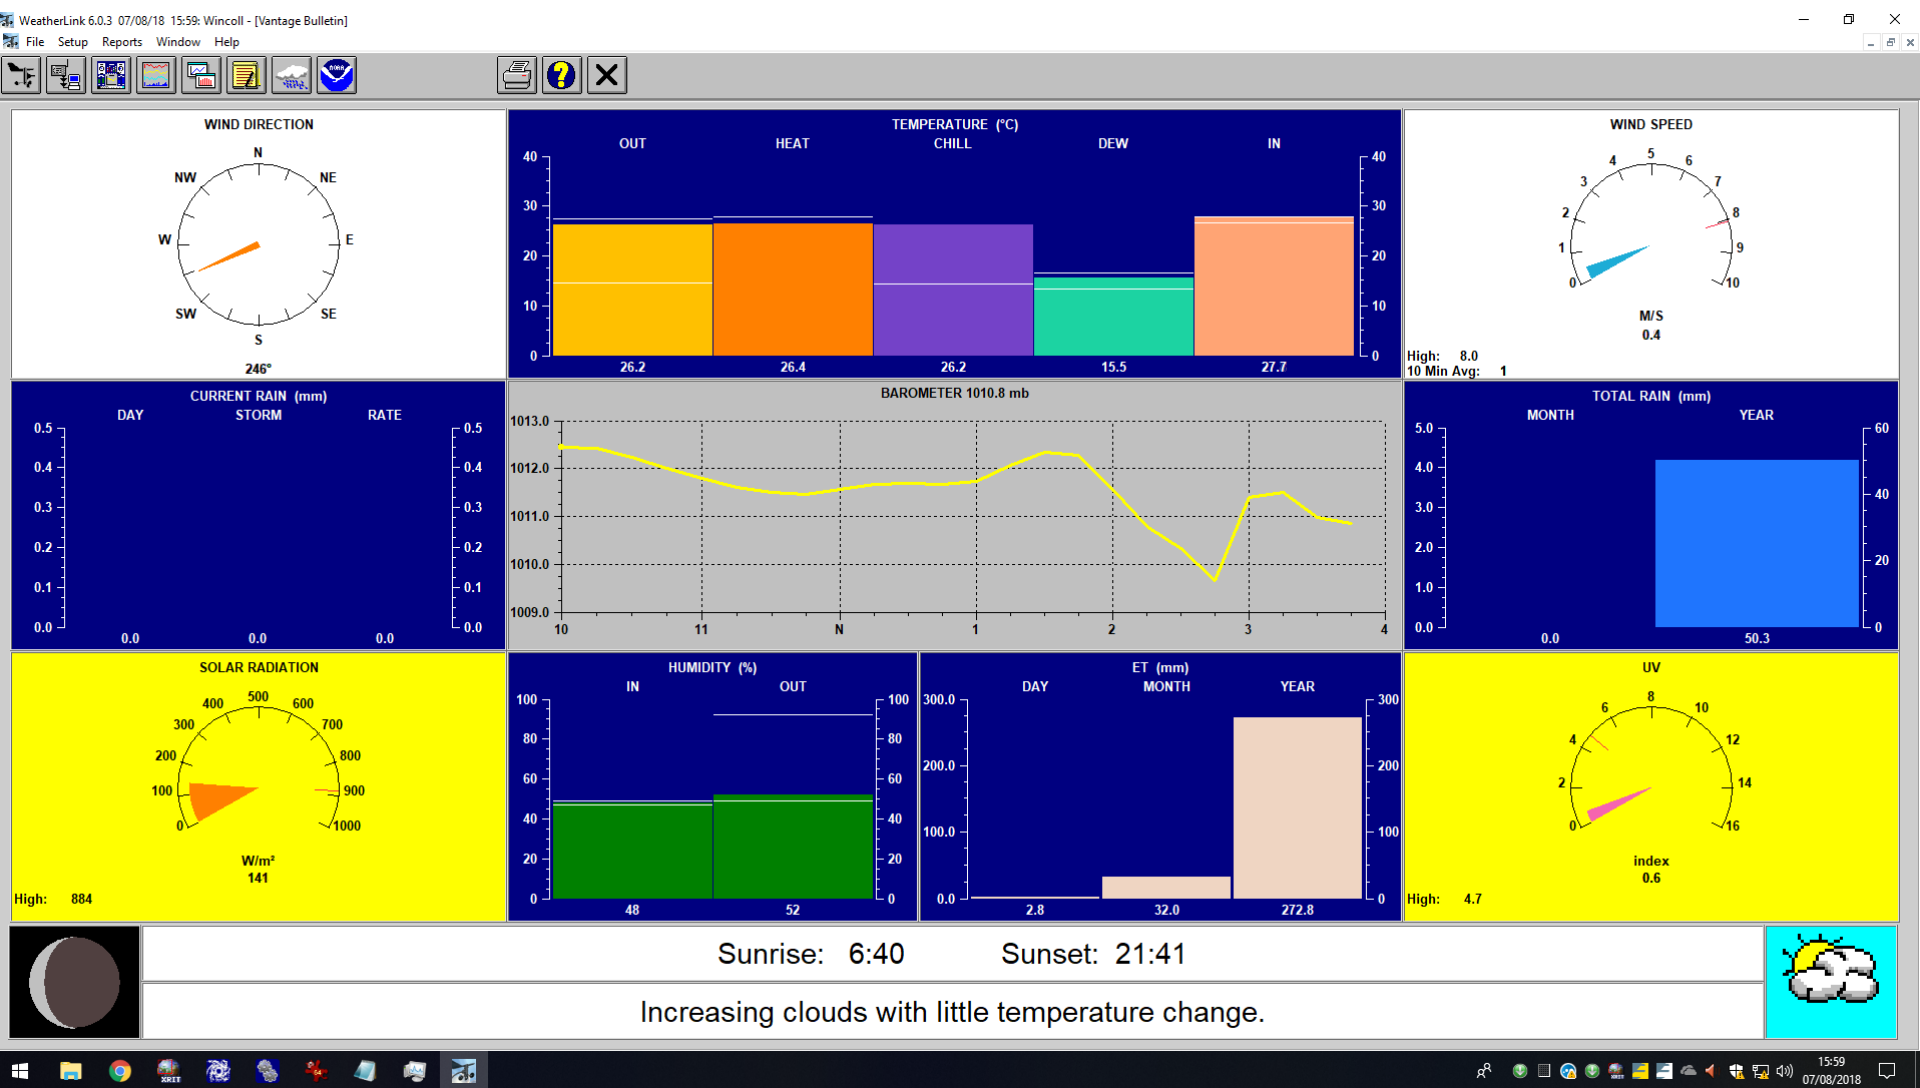 WeatherLink 6.0.3 07/08/18 15:59: Wincoll - [Vantage Bulletin]
File Setup Reports Window Help
NOAA
WIND DIRECTION
N
NW NE
W E
SW SE
S
246°
TEMPERATURE (°C)
OUT HEAT CHILL DEW IN
40 40
30 30
20 20
10 10
0 0
26.2 26.4 26.2 15.5 27.7
WIND SPEED
5
4 6
3 7
2 8
1 9
0 10
M/S
0.4
High: 8.0
10 Min Avg: 1
CURRENT RAIN (mm)
DAY STORM RATE
0.5 0.5
0.4 0.4
0.3 0.3
0.2 0.2
0.1 0.1
0.0 0.0
0.0 0.0 0.0
BAROMETER 1010.8 mb
1013.0
1012.0
1011.0
1010.0
1009.0
10 11 N 1 2 3 4
TOTAL RAIN (mm)
MONTH YEAR
5.0 60
4.0
3.0 40
2.0
1.0 20
0.0 0
0.0 50.3
SOLAR RADIATION
500
400 600
300 700
200 800
100 900
0 1000
W/m²
141
High: 884
HUMIDITY (%)
IN OUT
100 100
80 80
60 60
40 40
20 20
0 0
48 52
ET (mm)
DAY MONTH YEAR
300.0 300
200.0 200
100.0 100
0.0 0
2.8 32.0 272.8
UV
8
6 10
4 12
2 14
0 16
index
0.6
High: 4.7
Sunrise: 6:40 Sunset: 21:41
Increasing clouds with little temperature change.
XRIT
64
XRIT
15:59
07/08/2018